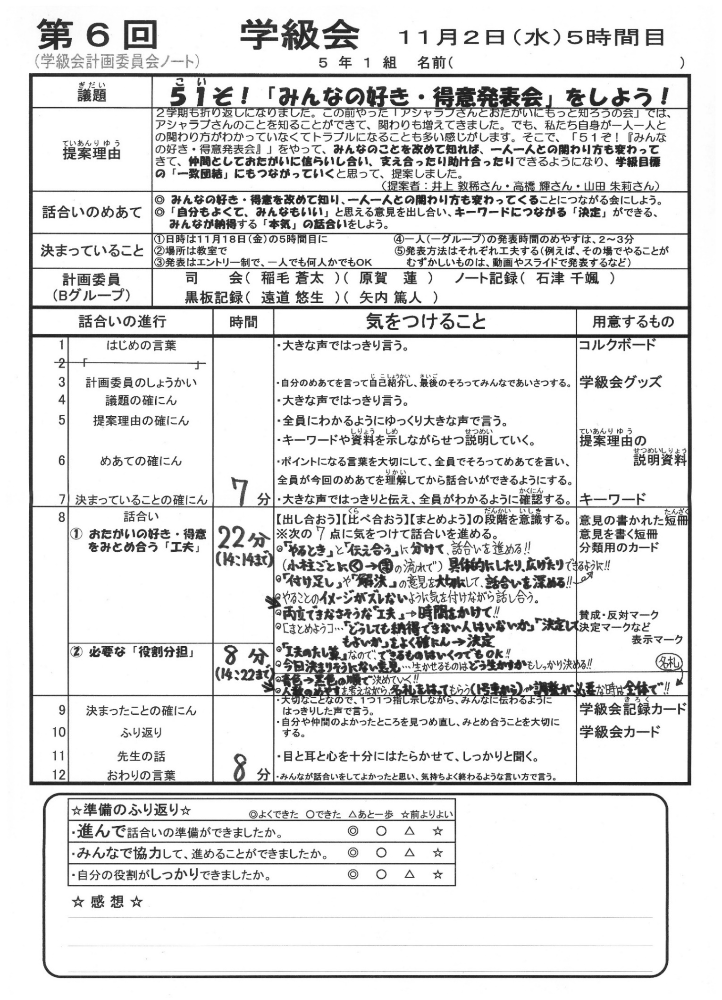 第６回 学級会 11月2日(水)5時間目
(学級会計画委員会ノート)
5 年 1 組 名前( )
ぎだい
議題
こ い
５１ぞ！「みんなの好き・得意発表会」をしよう！
ていあんりゆう
提案理由
２学期も折り返しになりました。この前やった「アシャラブさんとおたがいにもっと知ろうの会」では、
アシャラブさんのことを知ることができて、関わりも増えてきました。でも、私たち自身が一人一人と
の関わり方がわかっていなくてトラブルになることも多い感じがします。そこで、「５１ぞ！『みんな
の好き・得意発表会』」をやって、みんなのことを改めて知れば、一人一人との関わり方も変わって
きて、仲間としておたがいに信らいし合い、支え合ったり助け合ったりできるようになり、学級目標
の「一致団結」にもつながっていくと思って、提案しました。
（提案者：井上 敦稀さん・高橋 輝さん・山田 朱莉さん）
話合いのめあて
◎ みんなの好き・得意を改めて知り、一人一人との関わり方も変わってくることにつながる会にしよう。
◎「自分もよくて、みんなもいい」と思える意見を出し合い、キーワードにつながる「決定」ができる、
みんなが納得する「本気」の話合いをしよう。
決まっていること
①日時は11月18日(金)の5時間目に
②場所は教室で
③発表はエントリー制で、一人でも何人かでもOK
④一人(一グループ)の発表時間のめやすは、2～3分
⑤発表方法はそれぞれ工夫する(例えば、その場でやることが
むずかしいものは、動画やスライドで発表するなど)
計画委員
(Bグループ)
司 会( 稲毛 蒼太 )( 原賀 蓮 ) ノート記録( 石津 千颯 )
黒板記録( 遠道 悠生 )( 矢内 篤人 )
話合いの進行 時間 気をつけること 用意するもの
1 はじめの言葉 ・大きな声ではっきり言う。 コルクボード
2 「 」
じこしょうかい さいご
3 計画委員のしょうかい ・自分のめあてを言って自己紹介し、最後のそろってみんなであいさつする。 学級会グッズ
4 議題の確にん ・大きな声ではっきり言う。
5 提案理由の確にん ・全員にわかるようにゆっくり大きな声で言う。
しりょう しめ せつめい ていあんりゆう
・キーワードや資料を示しながらせつ説明していく。 提案理由の
せつめいしりょう
説明資料
6 めあての確にん ・ポイントになる言葉を大切にして、全員でそろってめあてを言い、
りかい
全員が今回のめあてを理解してから話合いができるようにする。
かくにん
7 決まっていることの確にん 7 分 ・大きな声ではっきりと伝え、全員がわかるように確認する。 キーワード
8 話合い
① おたがいの好き・得意
をみとめ合う「工夫」
22分
(14:14まで)
くら だんかい いしき
【出し合おう】【比べ合おう】【まとめよう】の段階を意識する。
※次の 7 点に気をつけて話合いを進める。
◎「やるとき」と「伝え合う」に分けて、話合いを進める!!
(小柱ごとにく→まの流れで) 具体的にしたり、広げたりできるように!!
◎「付け足し」や「解決」の意見を大切にして、話合いを深める!!
◎やることのイメージがズレないように気を付けながら話し合う。
◎両立できなさそうな「工夫」→時間をかけて!!
◎[まとめよう]…「どうしても納得できない人はいないか」「決定して
もよいか」をよく確にん→決定
◎「工夫のたし算」なので、できるものはいくつでもOK!!
◎今回決まりそうにない意見…生かせるものはどう生かすかもしっかり決める!!
たんざく
意見の書かれた短冊
意見を書く短冊
分類用のカード
賛成・反対マーク
決定マークなど
表示マーク
名札
② 必要な「役割分担」
8 分
(14:22まで)
◎青色→黒色の順で決めていく!!
◎人数のめやすを考えながら、名札をはってもらう(1号車から)→調整が必要な時は全体で!!
9 決まったことの確にん
・大切なことなので、1つ1つ指し示しながら、みんなに伝わるように
はっきりした声で言う。
きろく
学級会記録カード
10 ふり返り
・自分や仲間のよかったところを見つめ直し、みとめ合うことを大切に
する。
学級会カード
11 先生の話 ・目と耳と心を十分にはたらかせて、しっかりと聞く。
12 おわりの言葉 8 分 ・みんなが話合いをしてよかったと思い、気持ちよく終わるような言い方で言う。
☆準備のふり返り☆ ◎よくできた ○できた △あと一歩 ☆前よりよい
・進んで話合いの準備ができましたか。 ◎ ○ △ ☆
・みんなで協力して、進めることができましたか。 ◎ ○ △ ☆
・自分の役割がしっかりできましたか。 ◎ ○ △ ☆
☆ 感 想 ☆